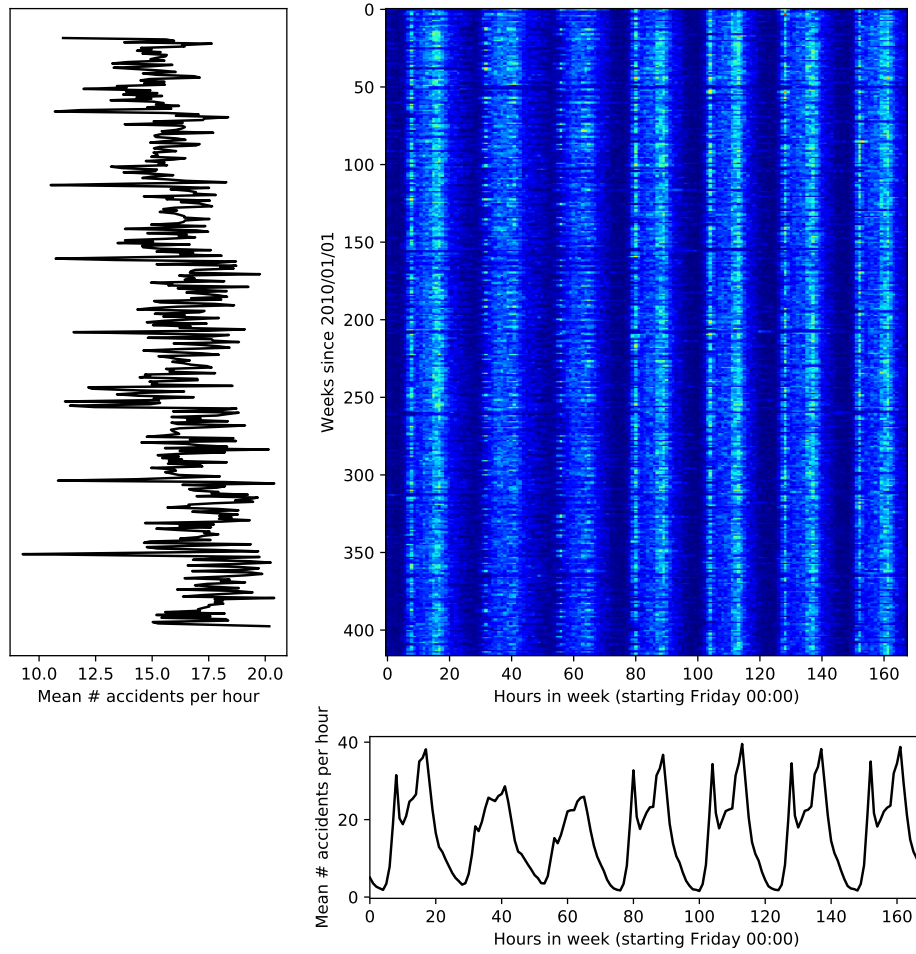 10.0 12.5 15.0 17.5 20.0
Mean # accidents per hour
Weeks since 2010/01/01
0
50
100
150
200
250
300
350
400
0 20 40 60 80 100 120 140 160
Hours in week (starting Friday 00:00)
Mean # accidents per hour
40
20
0
0 20 40 60 80 100 120 140 160
Hours in week (starting Friday 00:00)